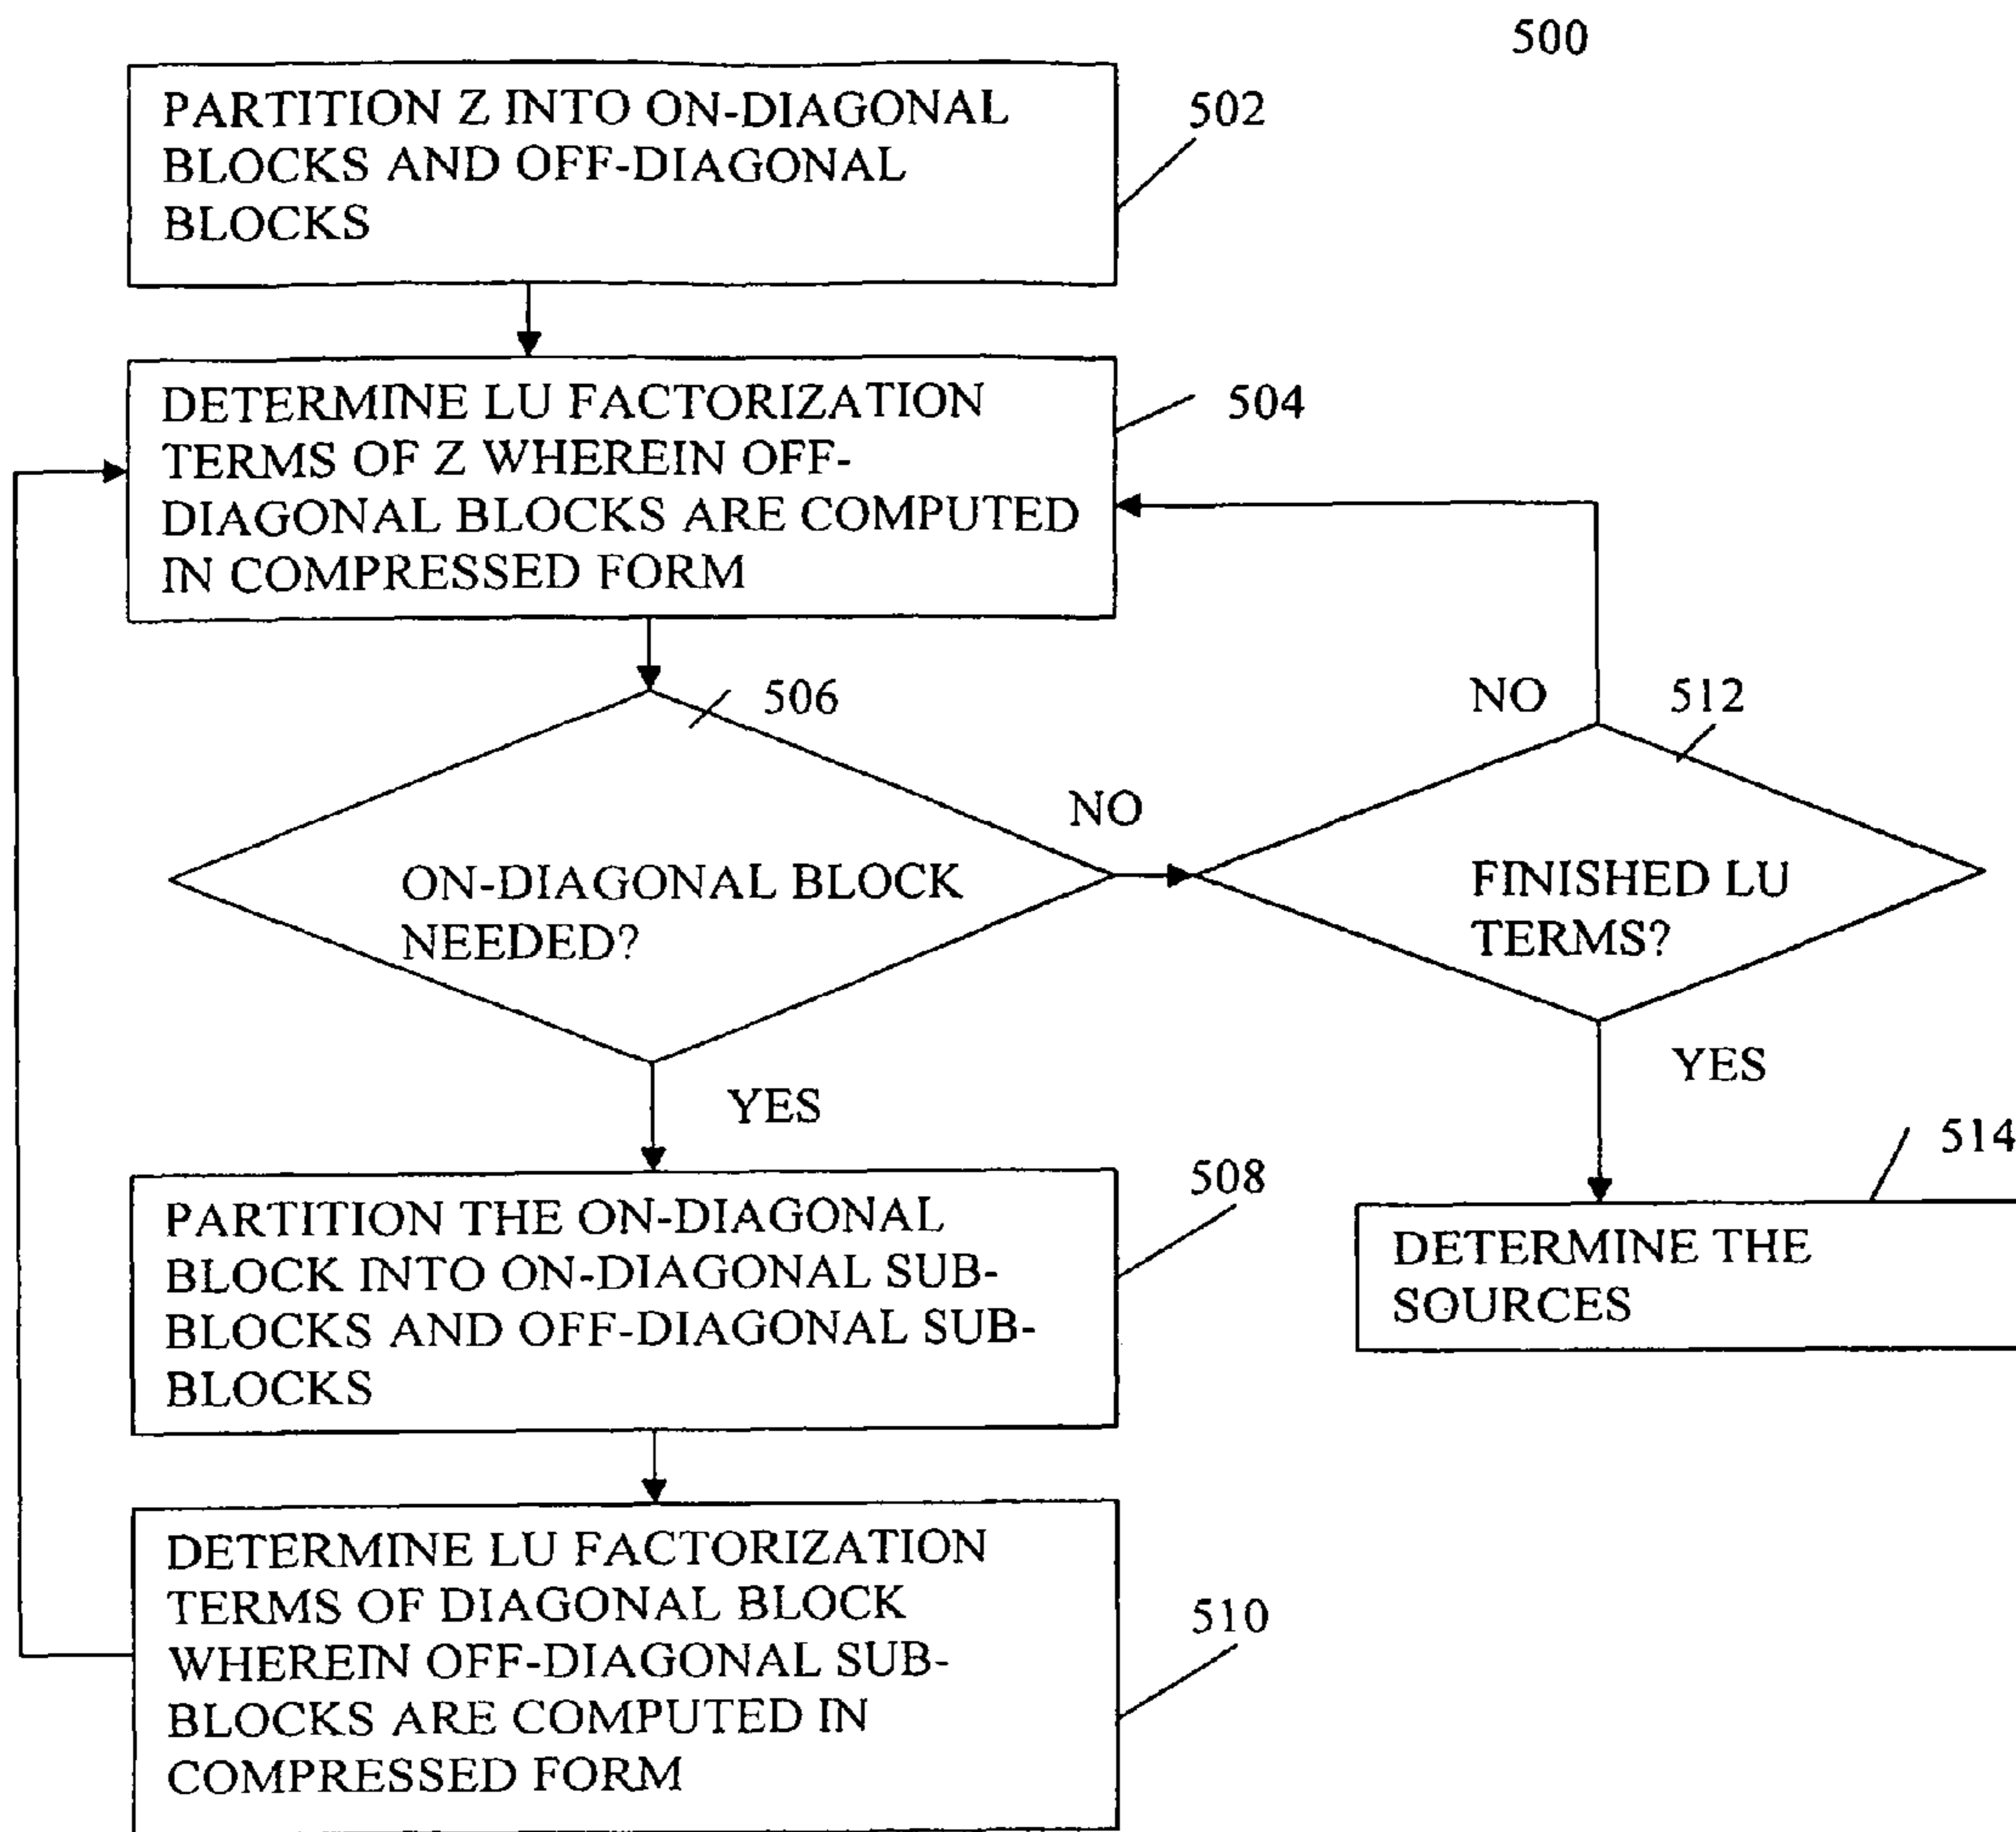 500
PARTITION Z INTO ON-DIAGONAL
BLOCKS AND OFF-DIAGONAL
BLOCKS
502
DETERMINE LU FACTORIZATION
TERMS OF Z WHEREIN OFF-
DIAGONAL BLOCKS ARE COMPUTED
IN COMPRESSED FORM
504
506
ON-DIAGONAL BLOCK
NEEDED?
NO
NO
512
FINISHED LU
TERMS?
YES
YES
508
PARTITION THE ON-DIAGONAL
BLOCK INTO ON-DIAGONAL SUB-
BLOCKS AND OFF-DIAGONAL SUB-
BLOCKS
514
DETERMINE THE
SOURCES
DETERMINE LU FACTORIZATION
TERMS OF DIAGONAL BLOCK
WHEREIN OFF-DIAGONAL SUB-
BLOCKS ARE COMPUTED IN
COMPRESSED FORM
510